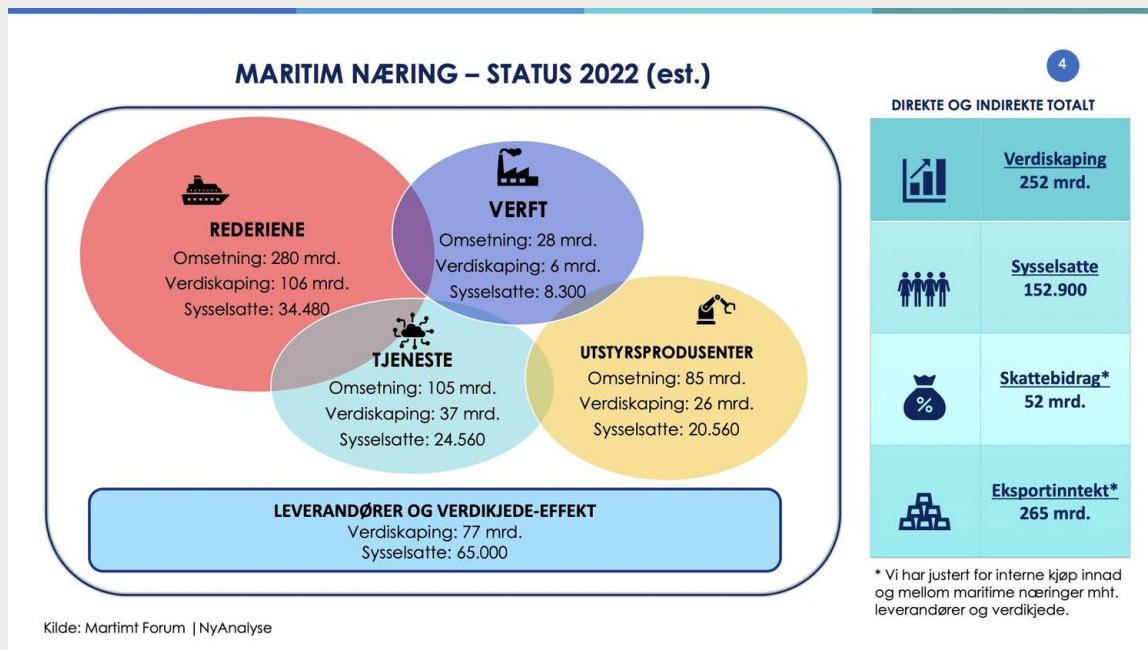 MARITIM NÆRING – STATUS 2022 (est.)
4
REDERIENE
Omsetning: 280 mrd.
Verdiskaping: 106 mrd.
Sysselsatte: 34.480
VERFT
Omsetning: 28 mrd.
Verdiskaping: 6 mrd.
Sysselsatte: 8.300
TJENESTE
Omsetning: 105 mrd.
Verdiskaping: 37 mrd.
Sysselsatte: 24.560
UTSTYRSPRODUSENTER
Omsetning: 85 mrd.
Verdiskaping: 26 mrd.
Sysselsatte: 20.560
LEVERANDØRER OG VERDIKJEDE-EFFEKT
Verdiskaping: 77 mrd.
Sysselsatte: 65.000
DIREKTE OG INDIREKTE TOTALT
Verdiskaping
252 mrd.
Sysselsatte
152.900
%
Skattebidrag*
52 mrd.
Eksportinntekt*
265 mrd.
* Vi har justert for interne kjøp innad
og mellom maritime næringer mht.
leverandører og verdikjede.
Kilde: Martimt Forum |NyAnalyse